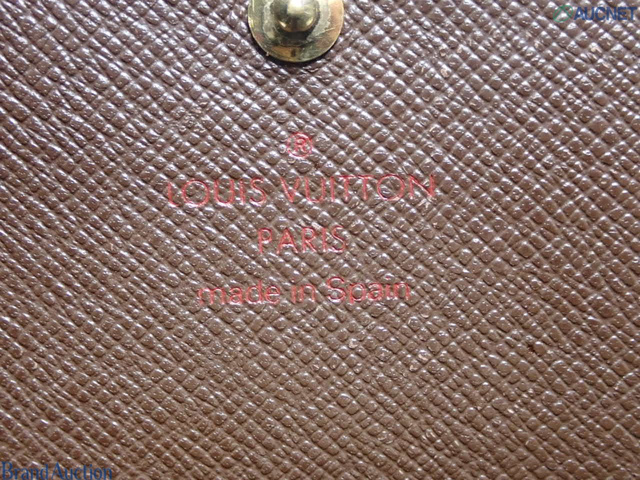 AUCNET
®
LOUIS VUITTON
PARIS
made in Spain
Brand Auction